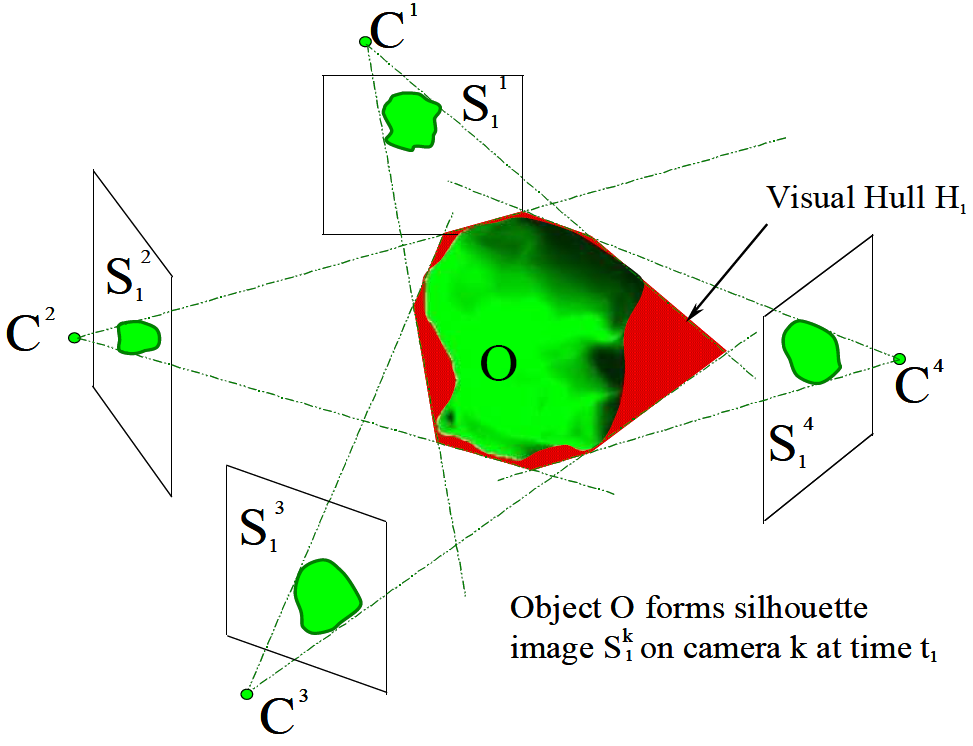 C¹
S₁¹
Visual Hull H₁
S₁²
C²
O
C⁴
S₁⁴
S₁³
Object O forms silhouette
image S₁ᵏ on camera k at time t₁
C³